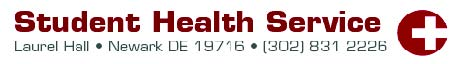 Student Health Service
Laurel Hall • Newark DE 19716 • (302) 831 2226